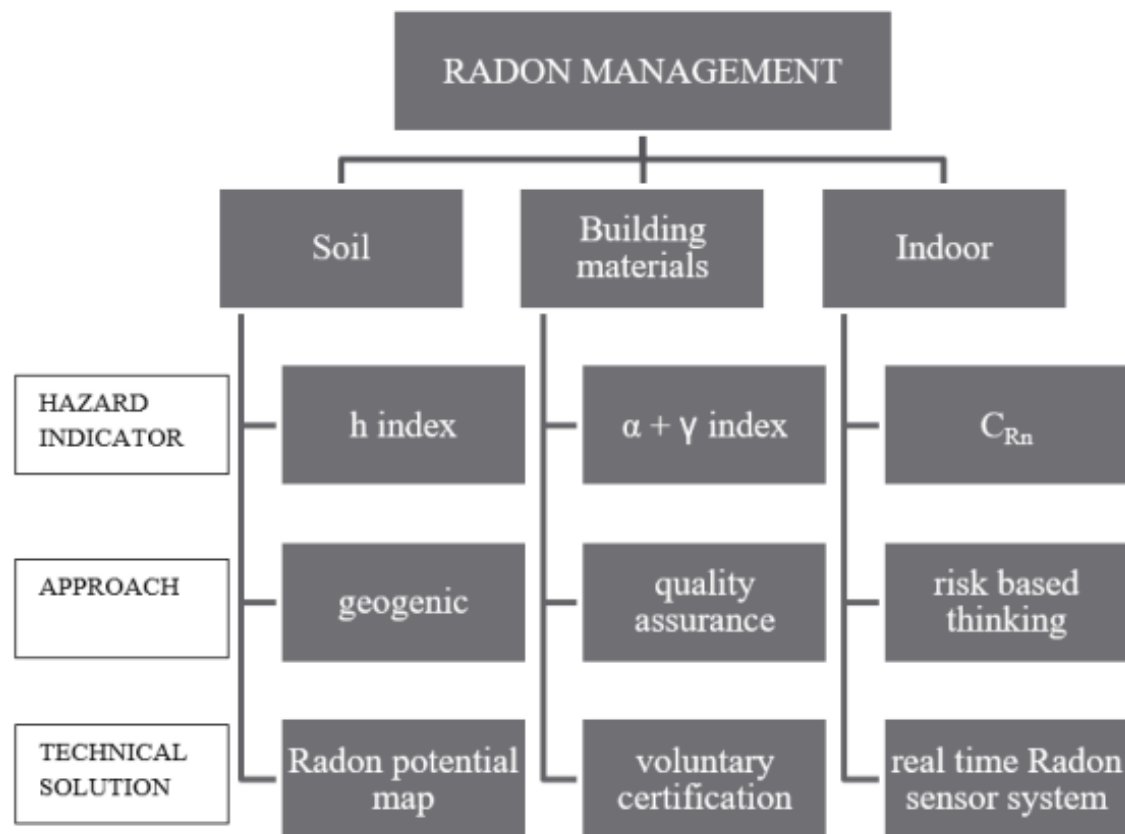 RADON MANAGEMENT
Soil
Building
materials
Indoor
HAZARD
INDICATOR
h index
α + γ index
C_Rn
APPROACH
geogenic
quality
assurance
risk based
thinking
TECHNICAL
SOLUTION
Radon potential
map
voluntary
certification
real time Radon
sensor system